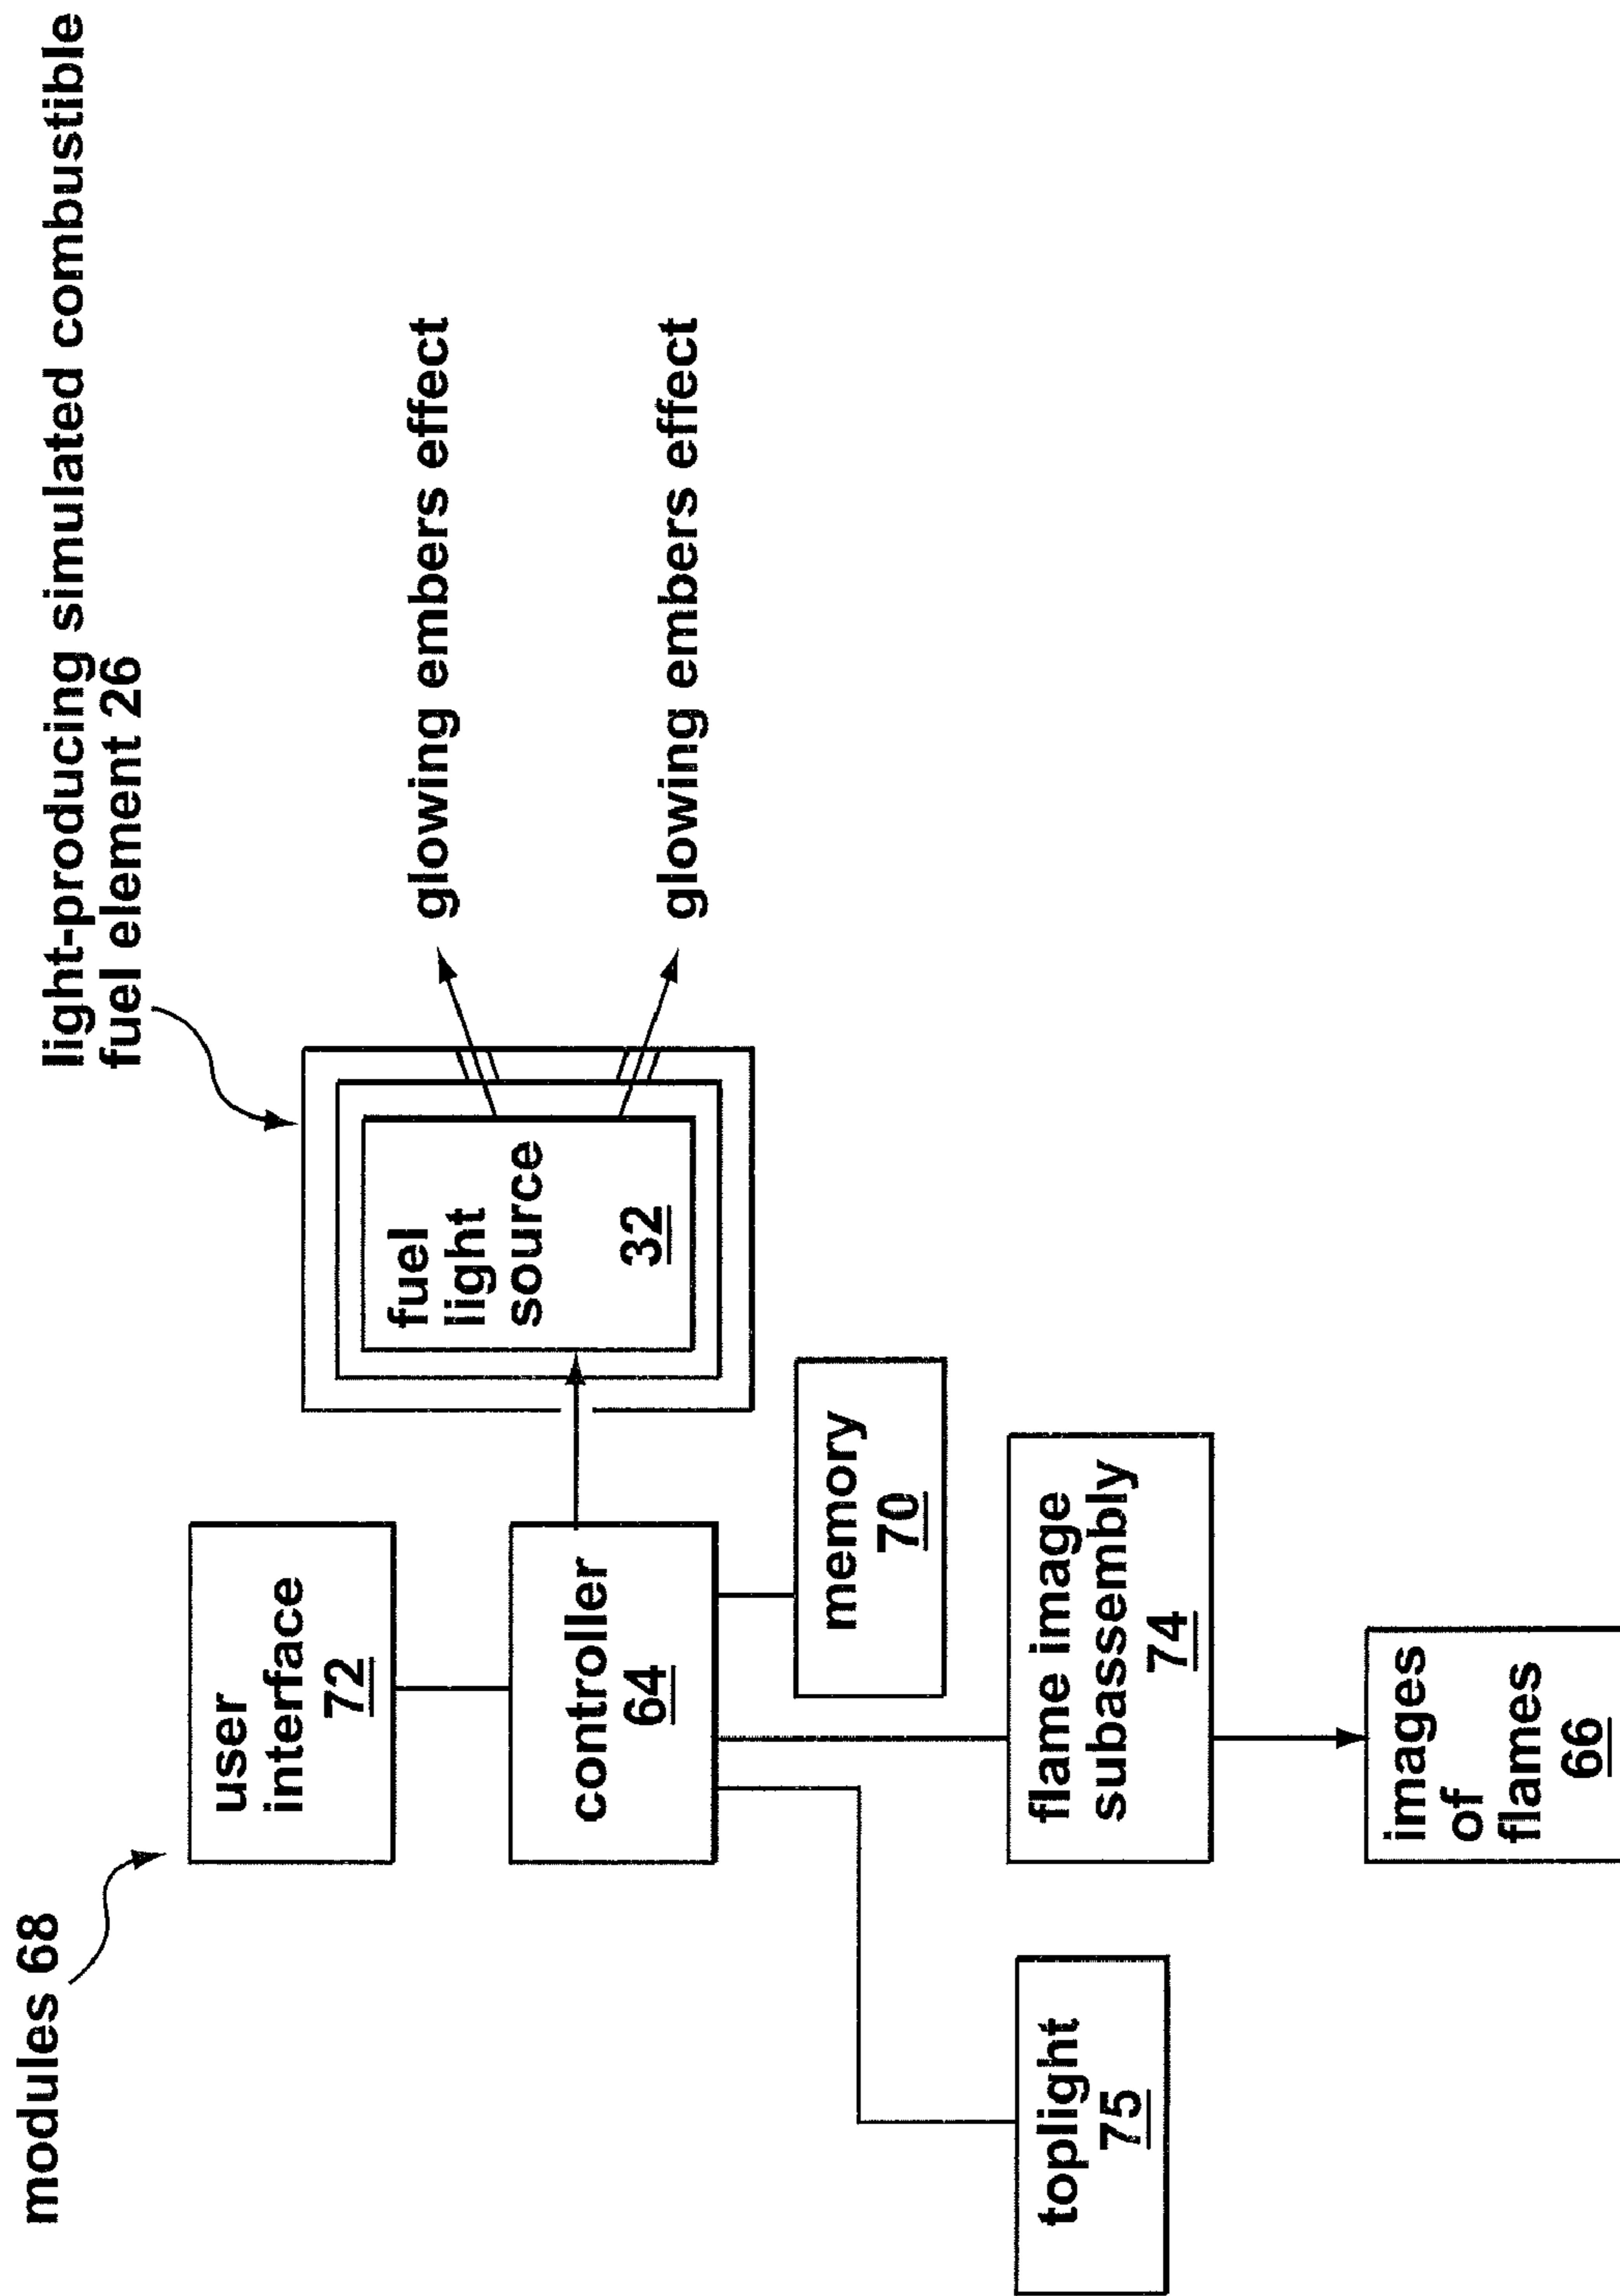 modules 68
light-producing simulated combustible
fuel element 26
user
interface
72
fuel
light
source
32
glowing embers effect
glowing embers effect
controller
64
memory
70
toplight
75
flame image
subassembly
74
images
of
flames
66